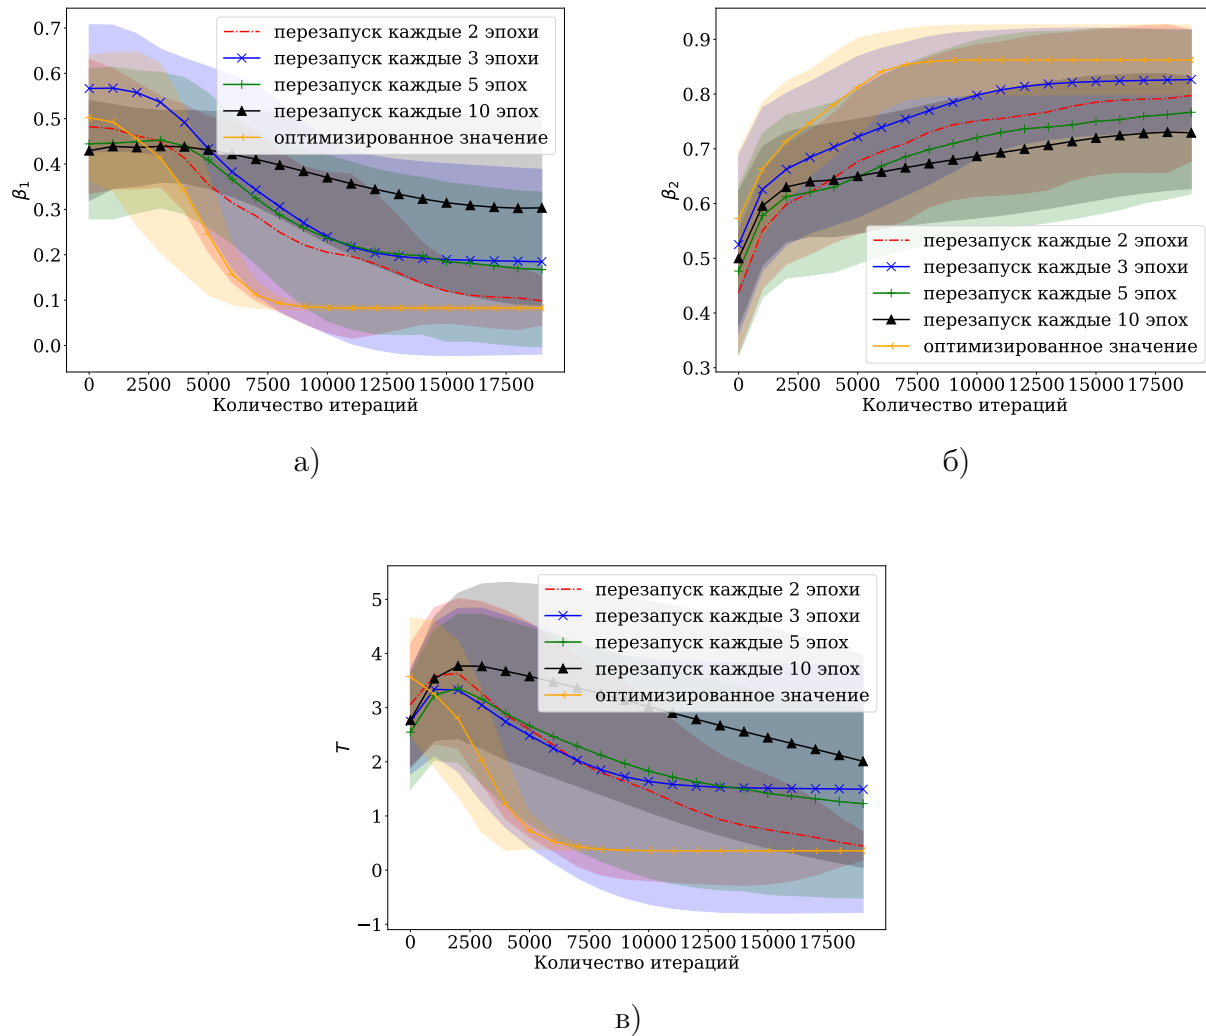 0.7
0.6
0.5
0.4
0.3
0.2
0.1
0.0
β₁
перезапуск каждые 2 эпохи
перезапуск каждые 3 эпохи
перезапуск каждые 5 эпох
перезапуск каждые 10 эпох
оптимизированное значение
0 2500 5000 7500 10000 12500 15000 17500
Количество итераций
а)
0.9
0.8
0.7
0.6
0.5
0.4
0.3
β₂
перезапуск каждые 2 эпохи
перезапуск каждые 3 эпохи
перезапуск каждые 5 эпох
перезапуск каждые 10 эпох
оптимизированное значение
0 2500 5000 7500 10000 12500 15000 17500
Количество итераций
б)
5
4
3
2
1
0
−1
T
перезапуск каждые 2 эпохи
перезапуск каждые 3 эпохи
перезапуск каждые 5 эпох
перезапуск каждые 10 эпох
оптимизированное значение
0 2500 5000 7500 10000 12500 15000 17500
Количество итераций
в)